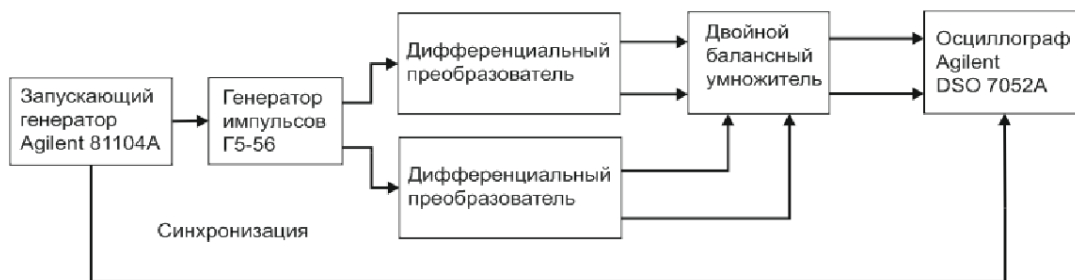 Запускающий
генератор
Agilent 81104A
Генератор
импульсов
Г5-56
Дифференциальный
преобразователь
Дифференциальный
преобразователь
Двойной
балансный
умножитель
Осциллограф
Agilent
DSO 7052A
Синхронизация